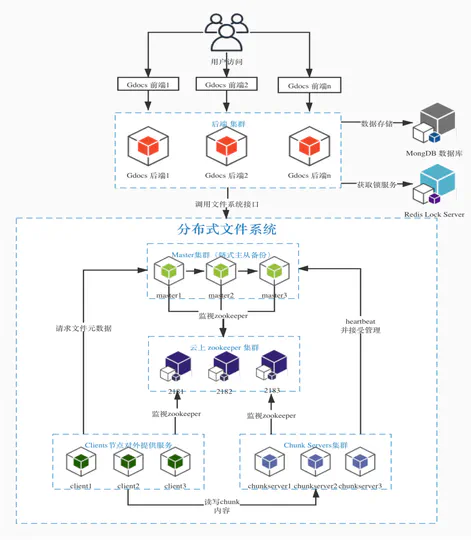 用户访问
Gdocs 前端1
Gdocs 前端2
Gdocs 前端n
后端 集群
数据存储
Gdocs 后端1
Gdocs 后端2
Gdocs 后端n
MongDB 数据库
获取锁服务
调用文件系统接口
Redis Lock Server
分布式文件系统
Master集群（链式主从备份）
master1
master2
master3
监视zookeeper
请求文件元数据
heartbeat
并接受管理
云上 zookeeper 集群
2181
2182
2183
监视zookeeper
监视zookeeper
Clients节点对外提供服务
Chunk Servers集群
client1
client2
client3
chunkserver1
chunkserver2
chunkserver3
读写chunk
内容